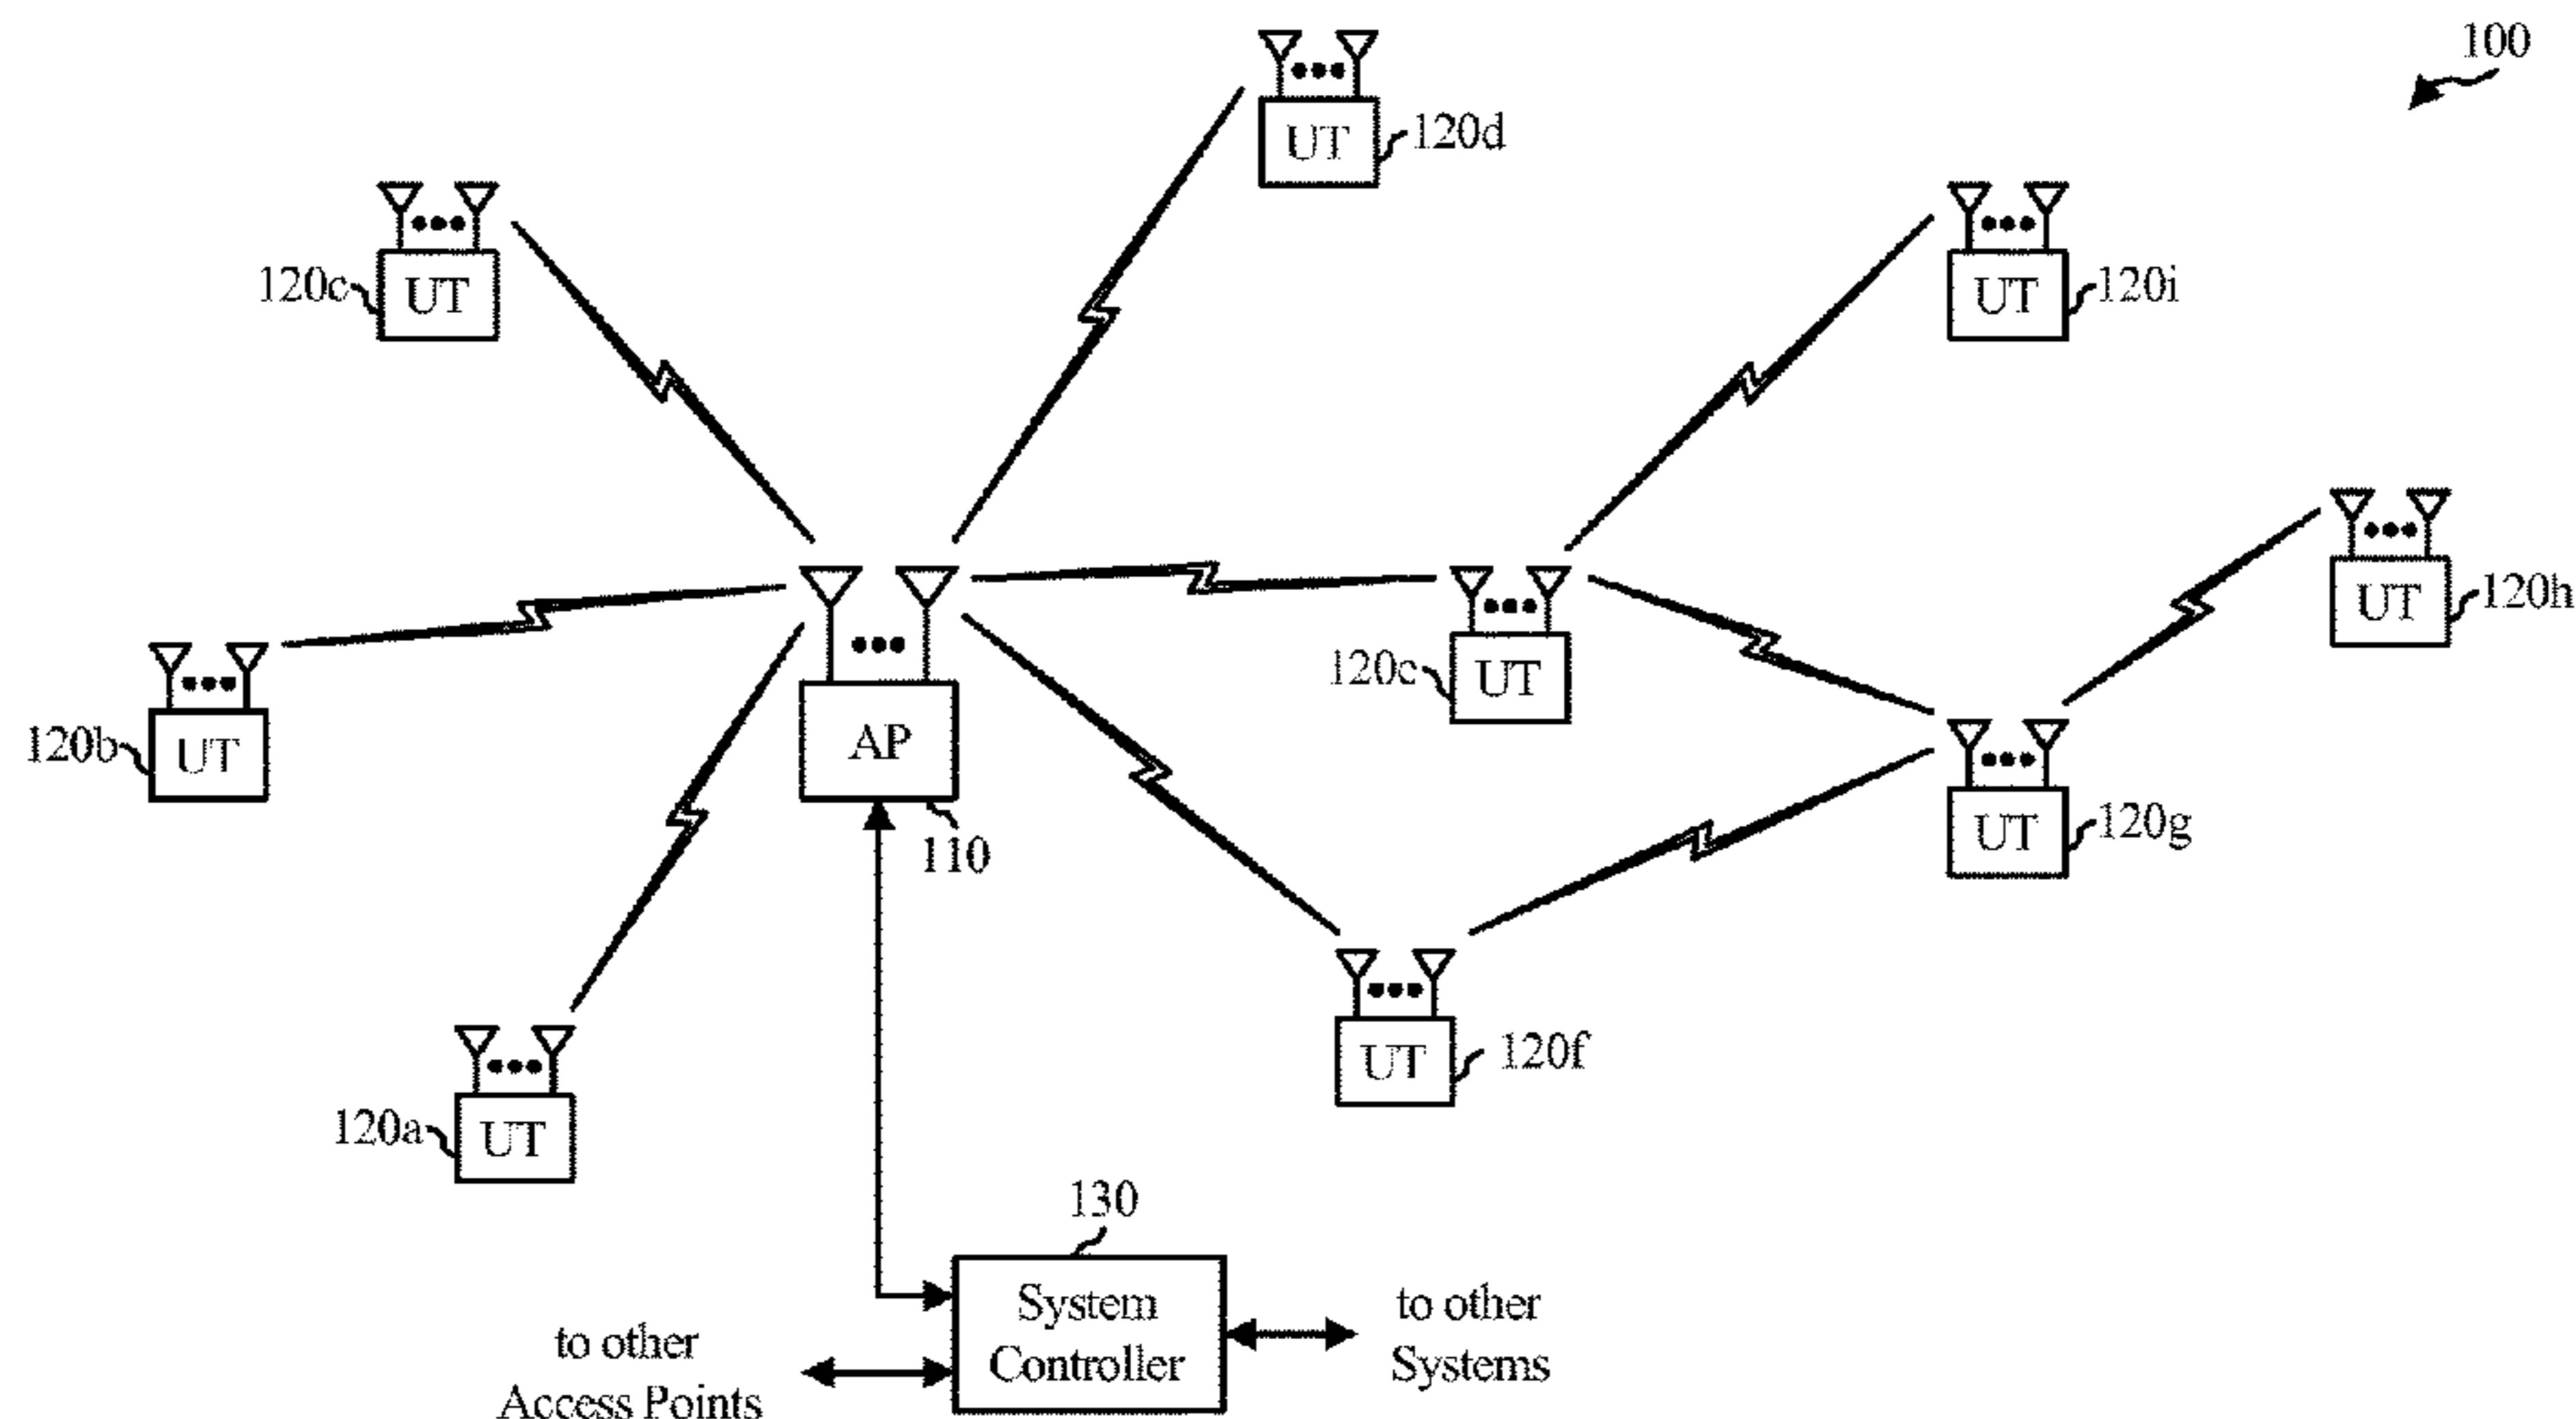 100
UT
120d
UT
120c
UT
120i
UT
120h
UT
120c
UT
120b
AP
110
UT
120g
UT
120f
UT
120a
130
System
Controller
to other
Access Points
to other
Systems